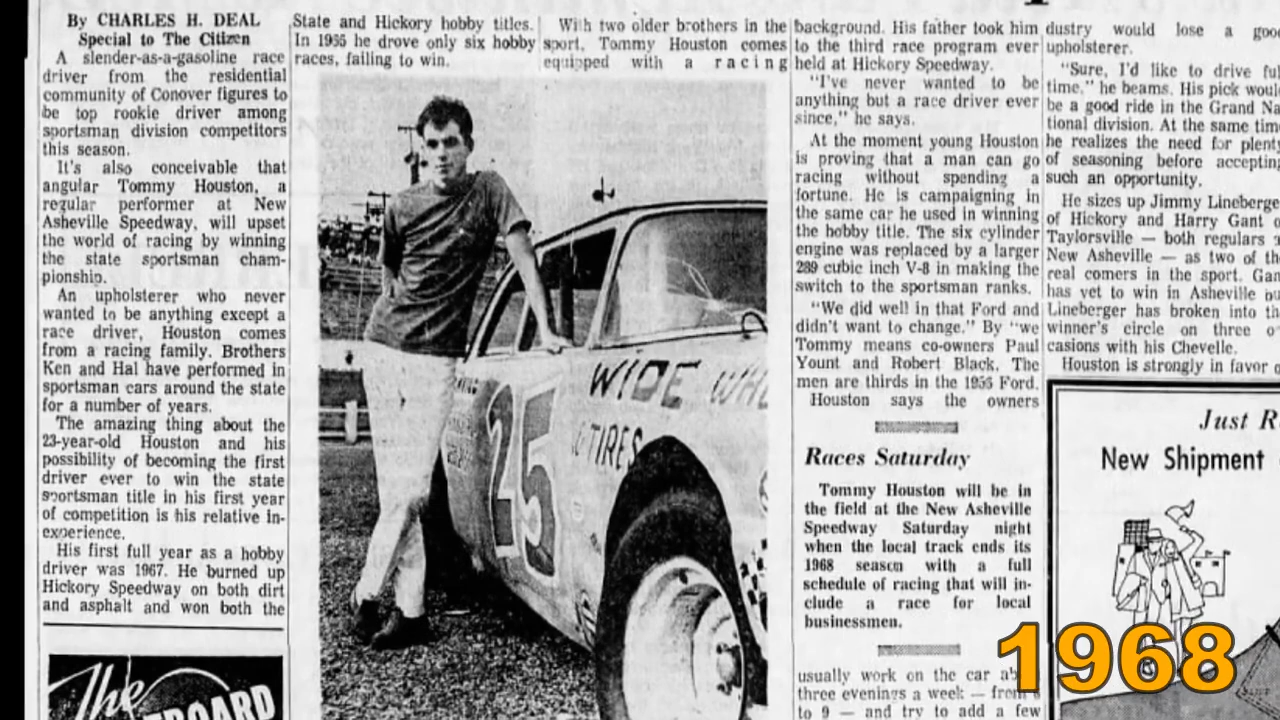 By CHARLES H. DEAL
Special to The Citizen
A slender-as-a-gasoline race
driver from the residential
community of Conover figures to
be top rookie driver among
sportsman division competitors
this season.
It's also conceivable that
angular Tommy Houston, a
regular performer at New
Asheville Speedway, will upset
the world of racing by winning
the state sportsman cham-
pionship.
An upholsterer who never
wanted to be anything except a
race driver, Houston comes
from a racing family. Brothers
Ken and Hal have performed in
sportsman cars around the state
for a number of years.
The amazing thing about the
23-year-old Houston and his
possibility of becoming the first
driver ever to win the state
sportsman title in his first year
of competition is his relative in-
experience.
His first full year as a hobby
driver was 1967. He burned up
Hickory Speedway on both dirt
and asphalt and won both the
The
BOARD
State and Hickory hobby titles.
In 1966 he drove only six hobby
races, failing to win.
With two older brothers in the
sport, Tommy Houston comes
equipped with a racing
WIDE
TIRES
25
background. His father took him
to the third race program ever
held at Hickory Speedway.
"I've never wanted to be
anything but a race driver ever
since," he says.
At the moment young Houston
is proving that a man can go
racing without spending a
fortune. He is campaigning in
the same car he used in winning
the hobby title. The six cylinder
engine was replaced by a larger
289 cubic inch V-8 in making the
switch to the sportsman ranks.
"We did well in that Ford and
didn't want to change." By "we
Tommy means co-owners Paul
Yount and Robert Black. The
men are thirds in the 1956 Ford.
Houston says the owners
Races Saturday
Tommy Houston will be in
the field at the New Asheville
Speedway Saturday night
when the local track ends its
1968 season with a full
schedule of racing that will in-
clude a race for local
businessmen.
usually work on the car
three evenings a week — from
to 9 — and try to add a few
dustry would lose a good
upholsterer.
"Sure, I'd like to drive full
time," he beams. His pick would
be a good ride in the Grand Na
tional division. At the same time
he realizes the need for plenty
of seasoning before accepting
such an opportunity.
He sizes up Jimmy Lineberge
of Hickory and Harry Gant o
Taylorsville — both regulars
New Asheville — as two of the
real comers in the sport. Gan
has yet to win in Asheville
Lineberger has broken into th
winner's circle on three o
casions with his Chevelle.
Houston is strongly in favor o
Just R
New Shipment
1968